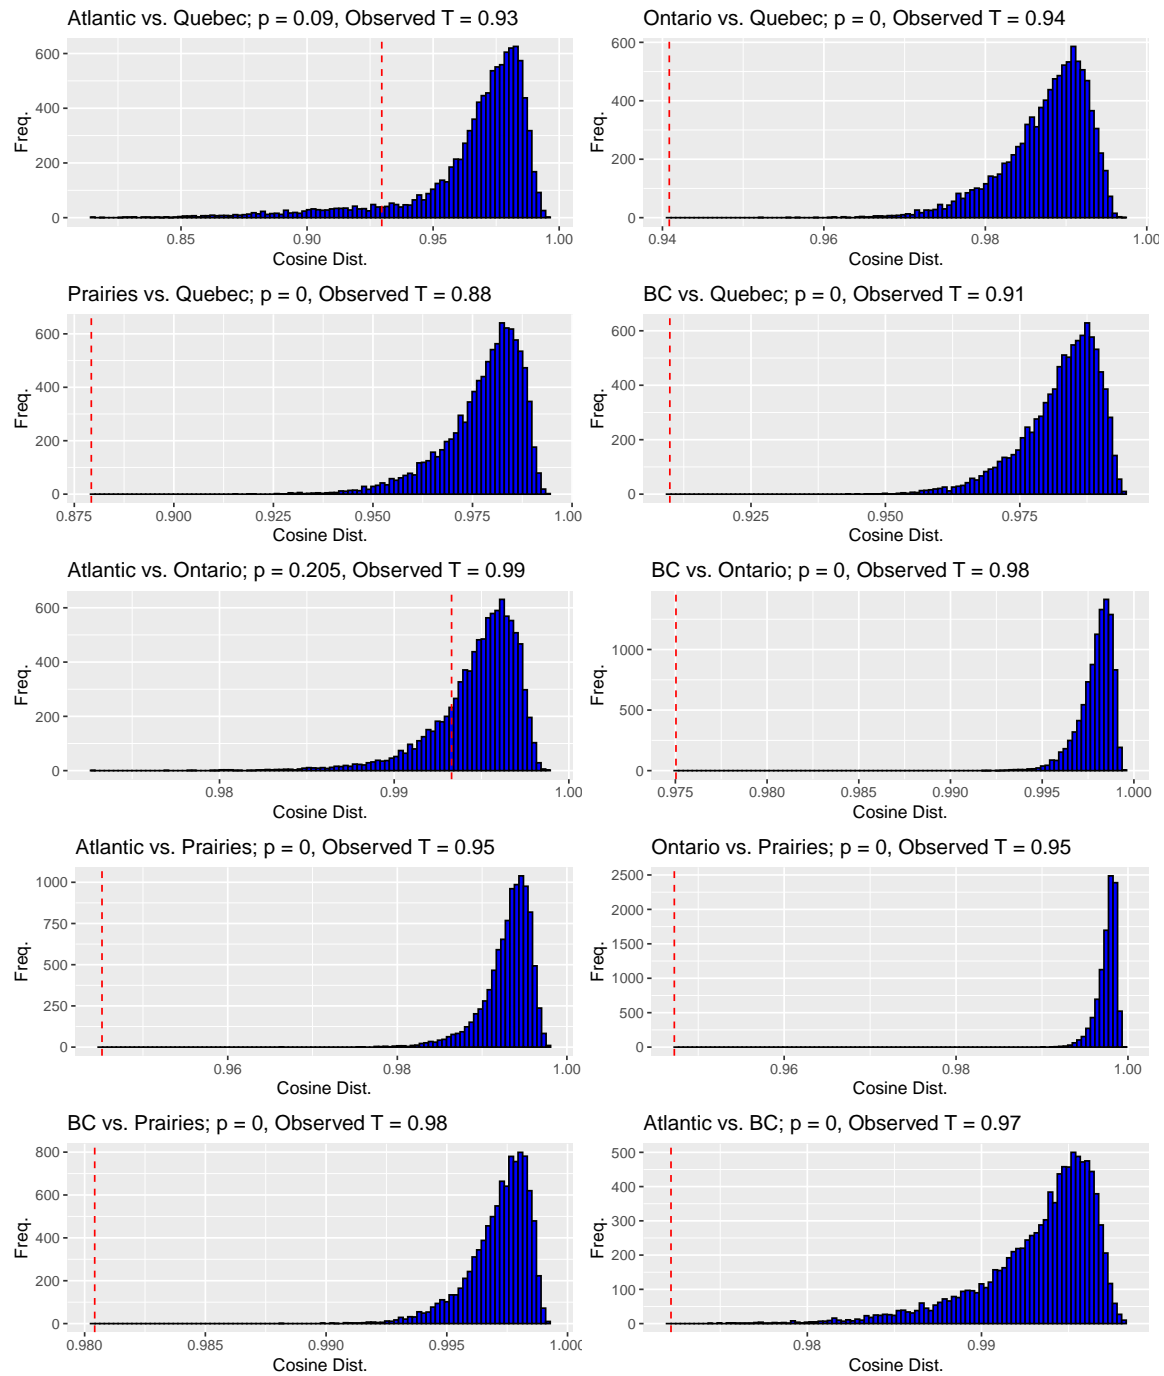 Atlantic vs. Quebec; p = 0.09, Observed T = 0.93
600
400
200
0
Freq.
0.85 0.90 0.95 1.00
Cosine Dist.
Ontario vs. Quebec; p = 0, Observed T = 0.94
600
400
200
0
Freq.
0.94 0.96 0.98 1.00
Cosine Dist.
Prairies vs. Quebec; p = 0, Observed T = 0.88
600
400
200
0
Freq.
0.875 0.900 0.925 0.950 0.975 1.00
Cosine Dist.
BC vs. Quebec; p = 0, Observed T = 0.91
600
400
200
0
Freq.
0.925 0.950 0.975
Cosine Dist.
Atlantic vs. Ontario; p = 0.205, Observed T = 0.99
600
400
200
0
Freq.
0.98 0.99 1.00
Cosine Dist.
BC vs. Ontario; p = 0, Observed T = 0.98
1000
500
0
Freq.
0.975 0.980 0.985 0.990 0.995 1.000
Cosine Dist.
Atlantic vs. Prairies; p = 0, Observed T = 0.95
1000
750
500
250
0
Freq.
0.96 0.98 1.00
Cosine Dist.
Ontario vs. Prairies; p = 0, Observed T = 0.95
2500
2000
1500
1000
500
0
Freq.
0.96 0.98 1.00
Cosine Dist.
BC vs. Prairies; p = 0, Observed T = 0.98
800
600
400
200
0
Freq.
0.980 0.985 0.990 0.995 1.000
Cosine Dist.
Atlantic vs. BC; p = 0, Observed T = 0.97
500
400
300
200
100
0
Freq.
0.98 0.99
Cosine Dist.